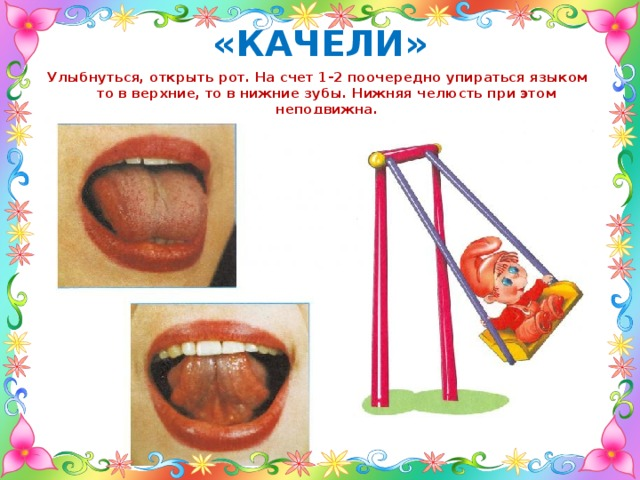 «КАЧЕЛИ»
Улыбнуться, открыть рот. На счет 1-2 поочередно упираться языком
то в верхние, то в нижние зубы. Нижняя челюсть при этом
неподвижна.